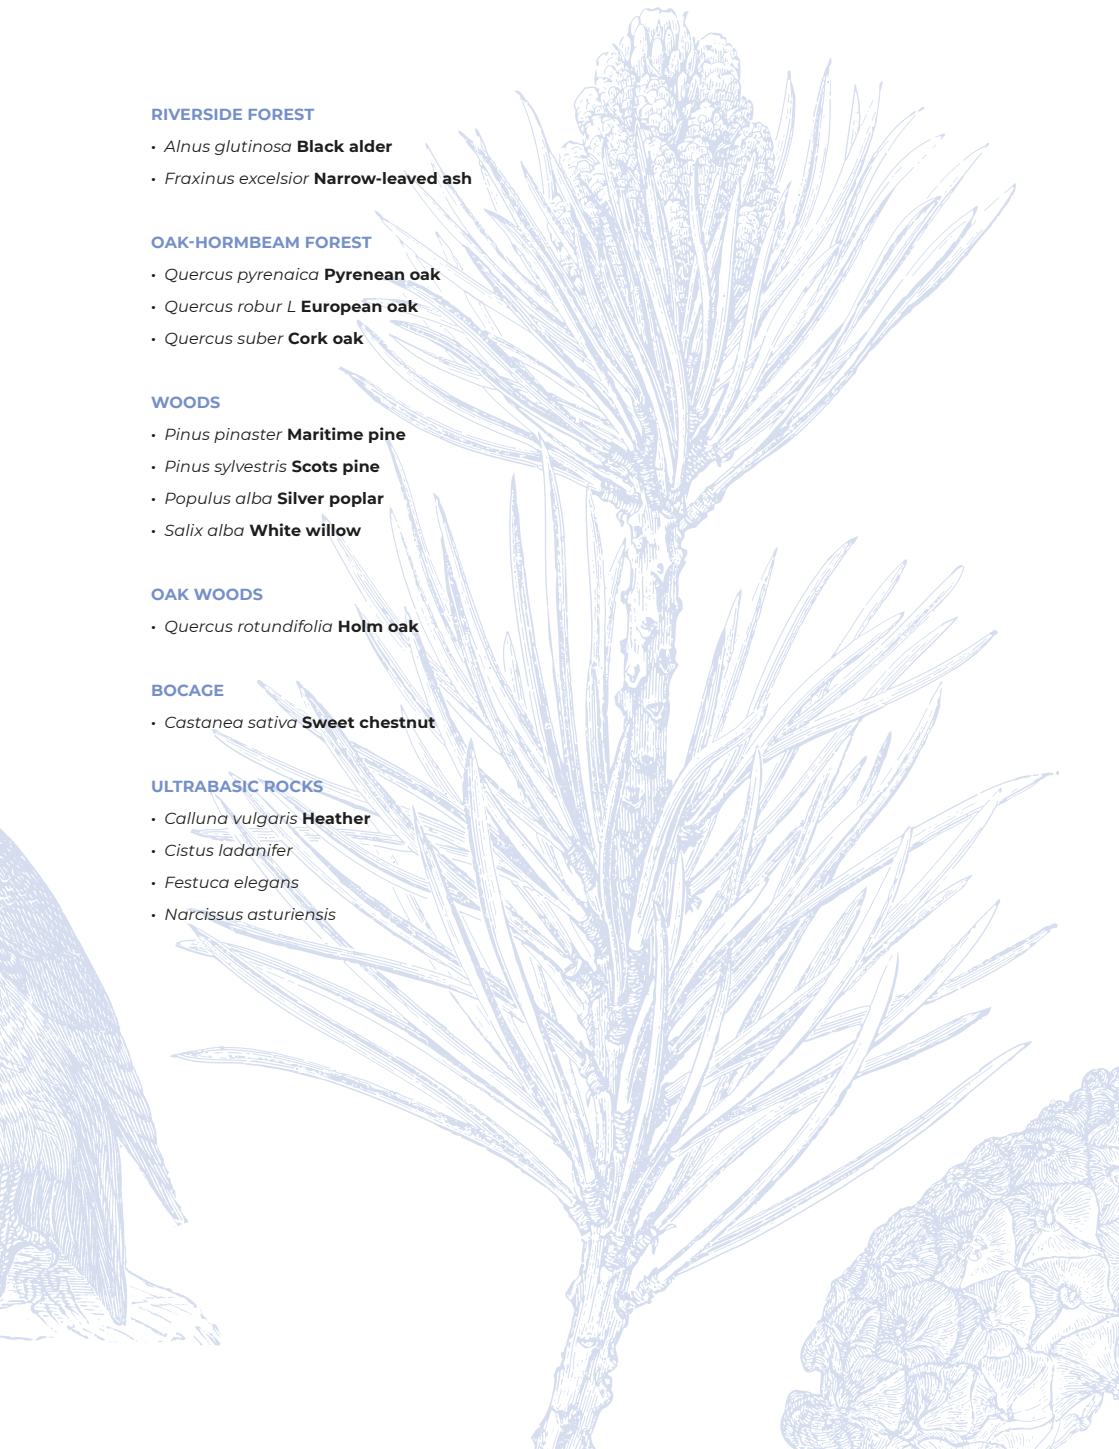 RIVERSIDE FOREST
• Alnus glutinosa Black alder
• Fraxinus excelsior Narrow-leaved ash
OAK-HORMBEAM FOREST
• Quercus pyrenaica Pyrenean oak
• Quercus robur L European oak
• Quercus suber Cork oak
WOODS
• Pinus pinaster Maritime pine
• Pinus sylvestris Scots pine
• Populus alba Silver poplar
• Salix alba White willow
OAK WOODS
• Quercus rotundifolia Holm oak
BOCAGE
• Castanea sativa Sweet chestnut
ULTRABASIC ROCKS
• Calluna vulgaris Heather
• Cistus ladanifer
• Festuca elegans
• Narcissus asturiensis